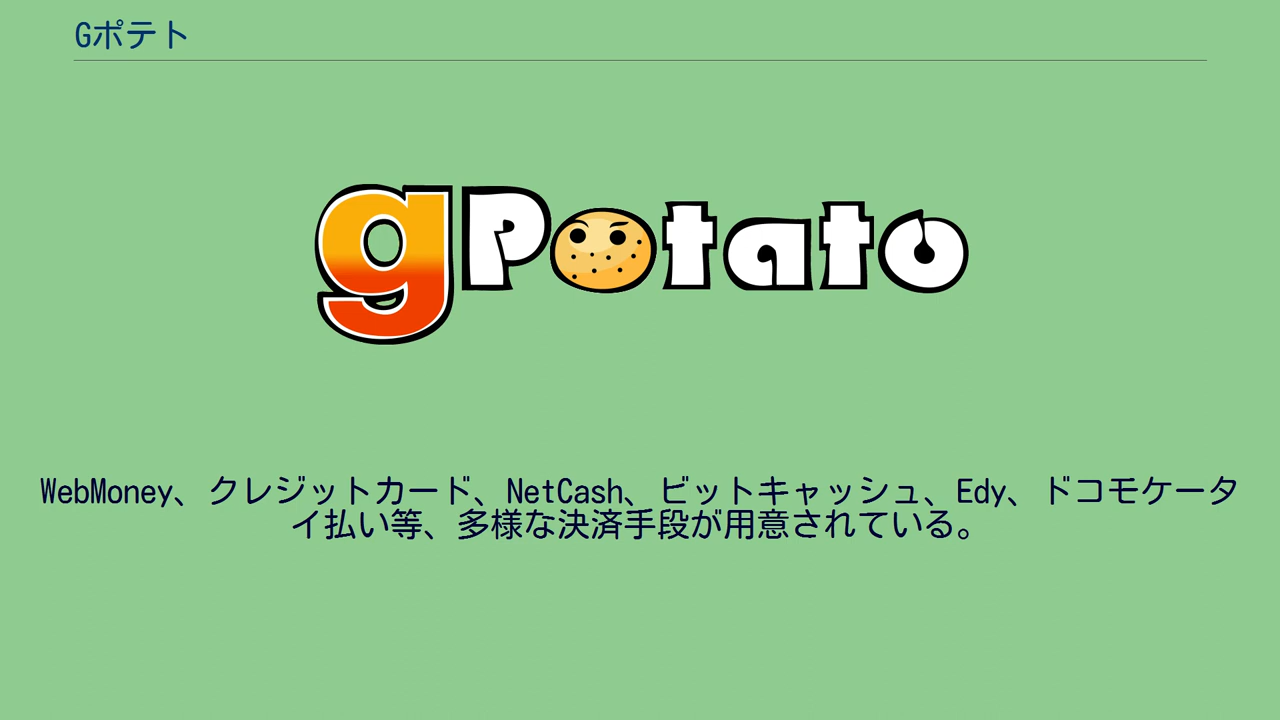 Gポテト
gPotato
WebMoney、クレジットカード、NetCash、ビットキャッシュ、Edy、ドコモケータ
イ払い等、多様な決済手段が用意されている。